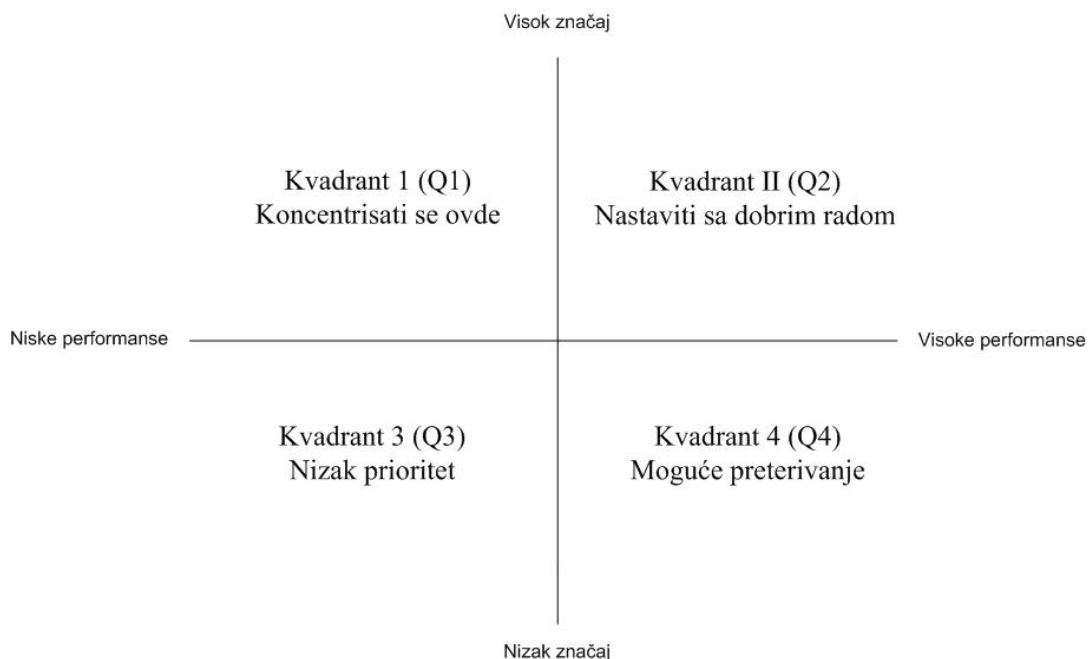 Visok značaj
Kvadrant 1 (Q1)
Koncentrisati se ovde
Kvadrant II (Q2)
Nastaviti sa dobrim radom
Niske performanse
Visoke performanse
Kvadrant 3 (Q3)
Nizak prioritet
Kvadrant 4 (Q4)
Moguće preterivanje
Nizak značaj